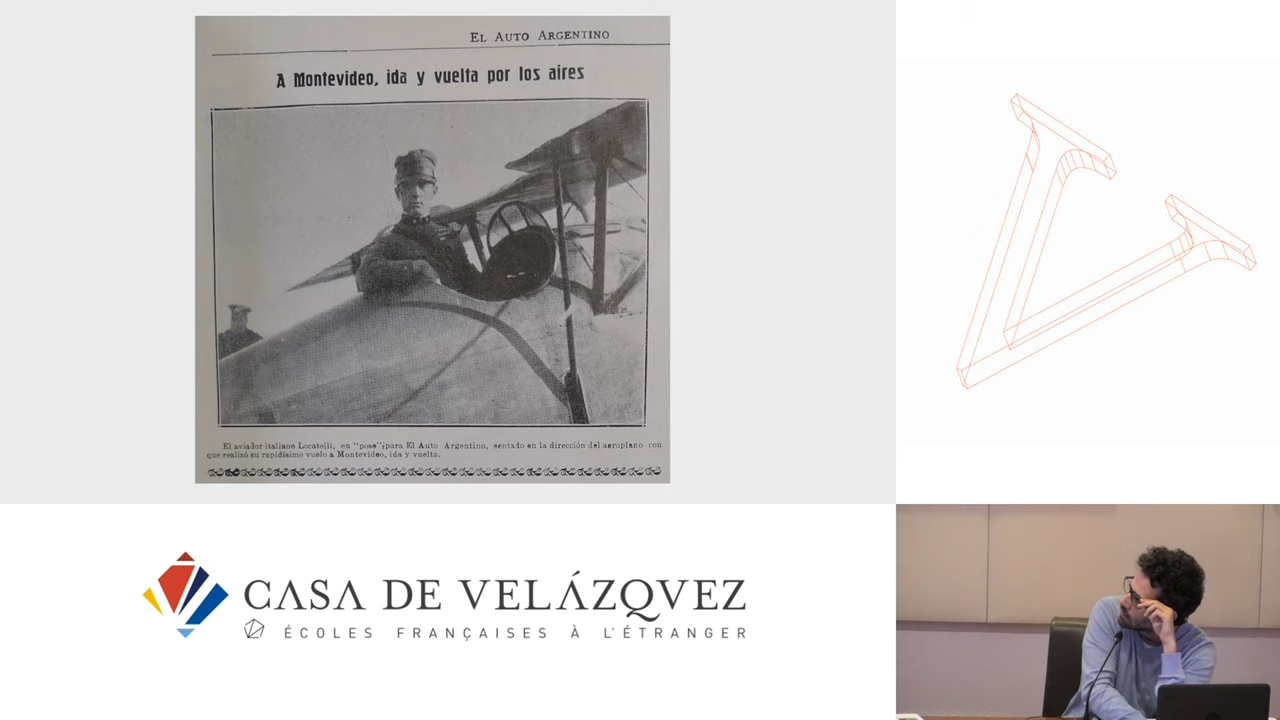 EL AUTO ARGENTINO
A Montevideo, ida y vuelta por los aires
El aviador italiano Locatelli, en "pose" para El Auto Argentino, sentado en la dirección del aeroplano con
que realizó su rapidísimo vuelo a Montevideo, ida y vuelta.
CASA DE VELÁZQVEZ
ÉCOLES FRANÇAISES À L'ÉTRANGER